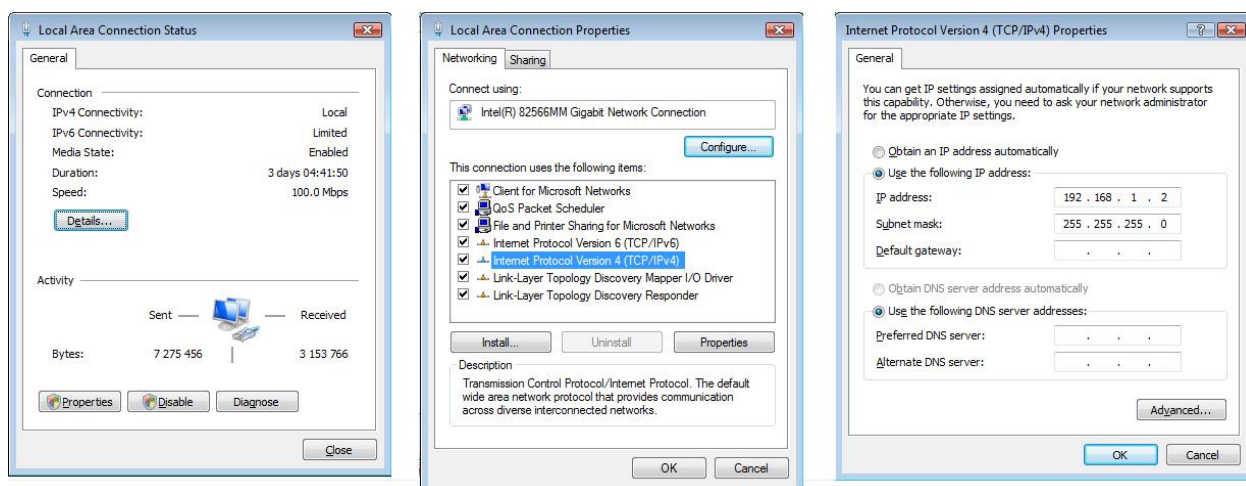 Local Area Connection Status
General
Connection
IPv4 Connectivity: Local
IPv6 Connectivity: Limited
Media State: Enabled
Duration: 3 days 04:41:50
Speed: 100.0 Mbps
Details...
Activity
Sent Received
Bytes: 7 275 456 3 153 766
Properties Disable Diagnose
Close
Local Area Connection Properties
Networking Sharing
Connect using:
Intel(R) 82566MM Gigabit Network Connection
Configure...
This connection uses the following items:
Client for Microsoft Networks
QoS Packet Scheduler
File and Printer Sharing for Microsoft Networks
Internet Protocol Version 6 (TCP/IPv6)
Internet Protocol Version 4 (TCP/IPv4)
Link-Layer Topology Discovery Mapper I/O Driver
Link-Layer Topology Discovery Responder
Install... Uninstall Properties
Description
Transmission Control Protocol/Internet Protocol. The default
wide area network protocol that provides communication
across diverse interconnected networks.
OK Cancel
Internet Protocol Version 4 (TCP/IPv4) Properties
General
You can get IP settings assigned automatically if your network supports
this capability. Otherwise, you need to ask your network administrator
for the appropriate IP settings.
Obtain an IP address automatically
Use the following IP address:
IP address: 192 . 168 . 1 . 2
Subnet mask: 255 . 255 . 255 . 0
Default gateway: . . .
Obtain DNS server address automatically
Use the following DNS server addresses:
Preferred DNS server: . . .
Alternate DNS server: . . .
Advanced...
OK Cancel